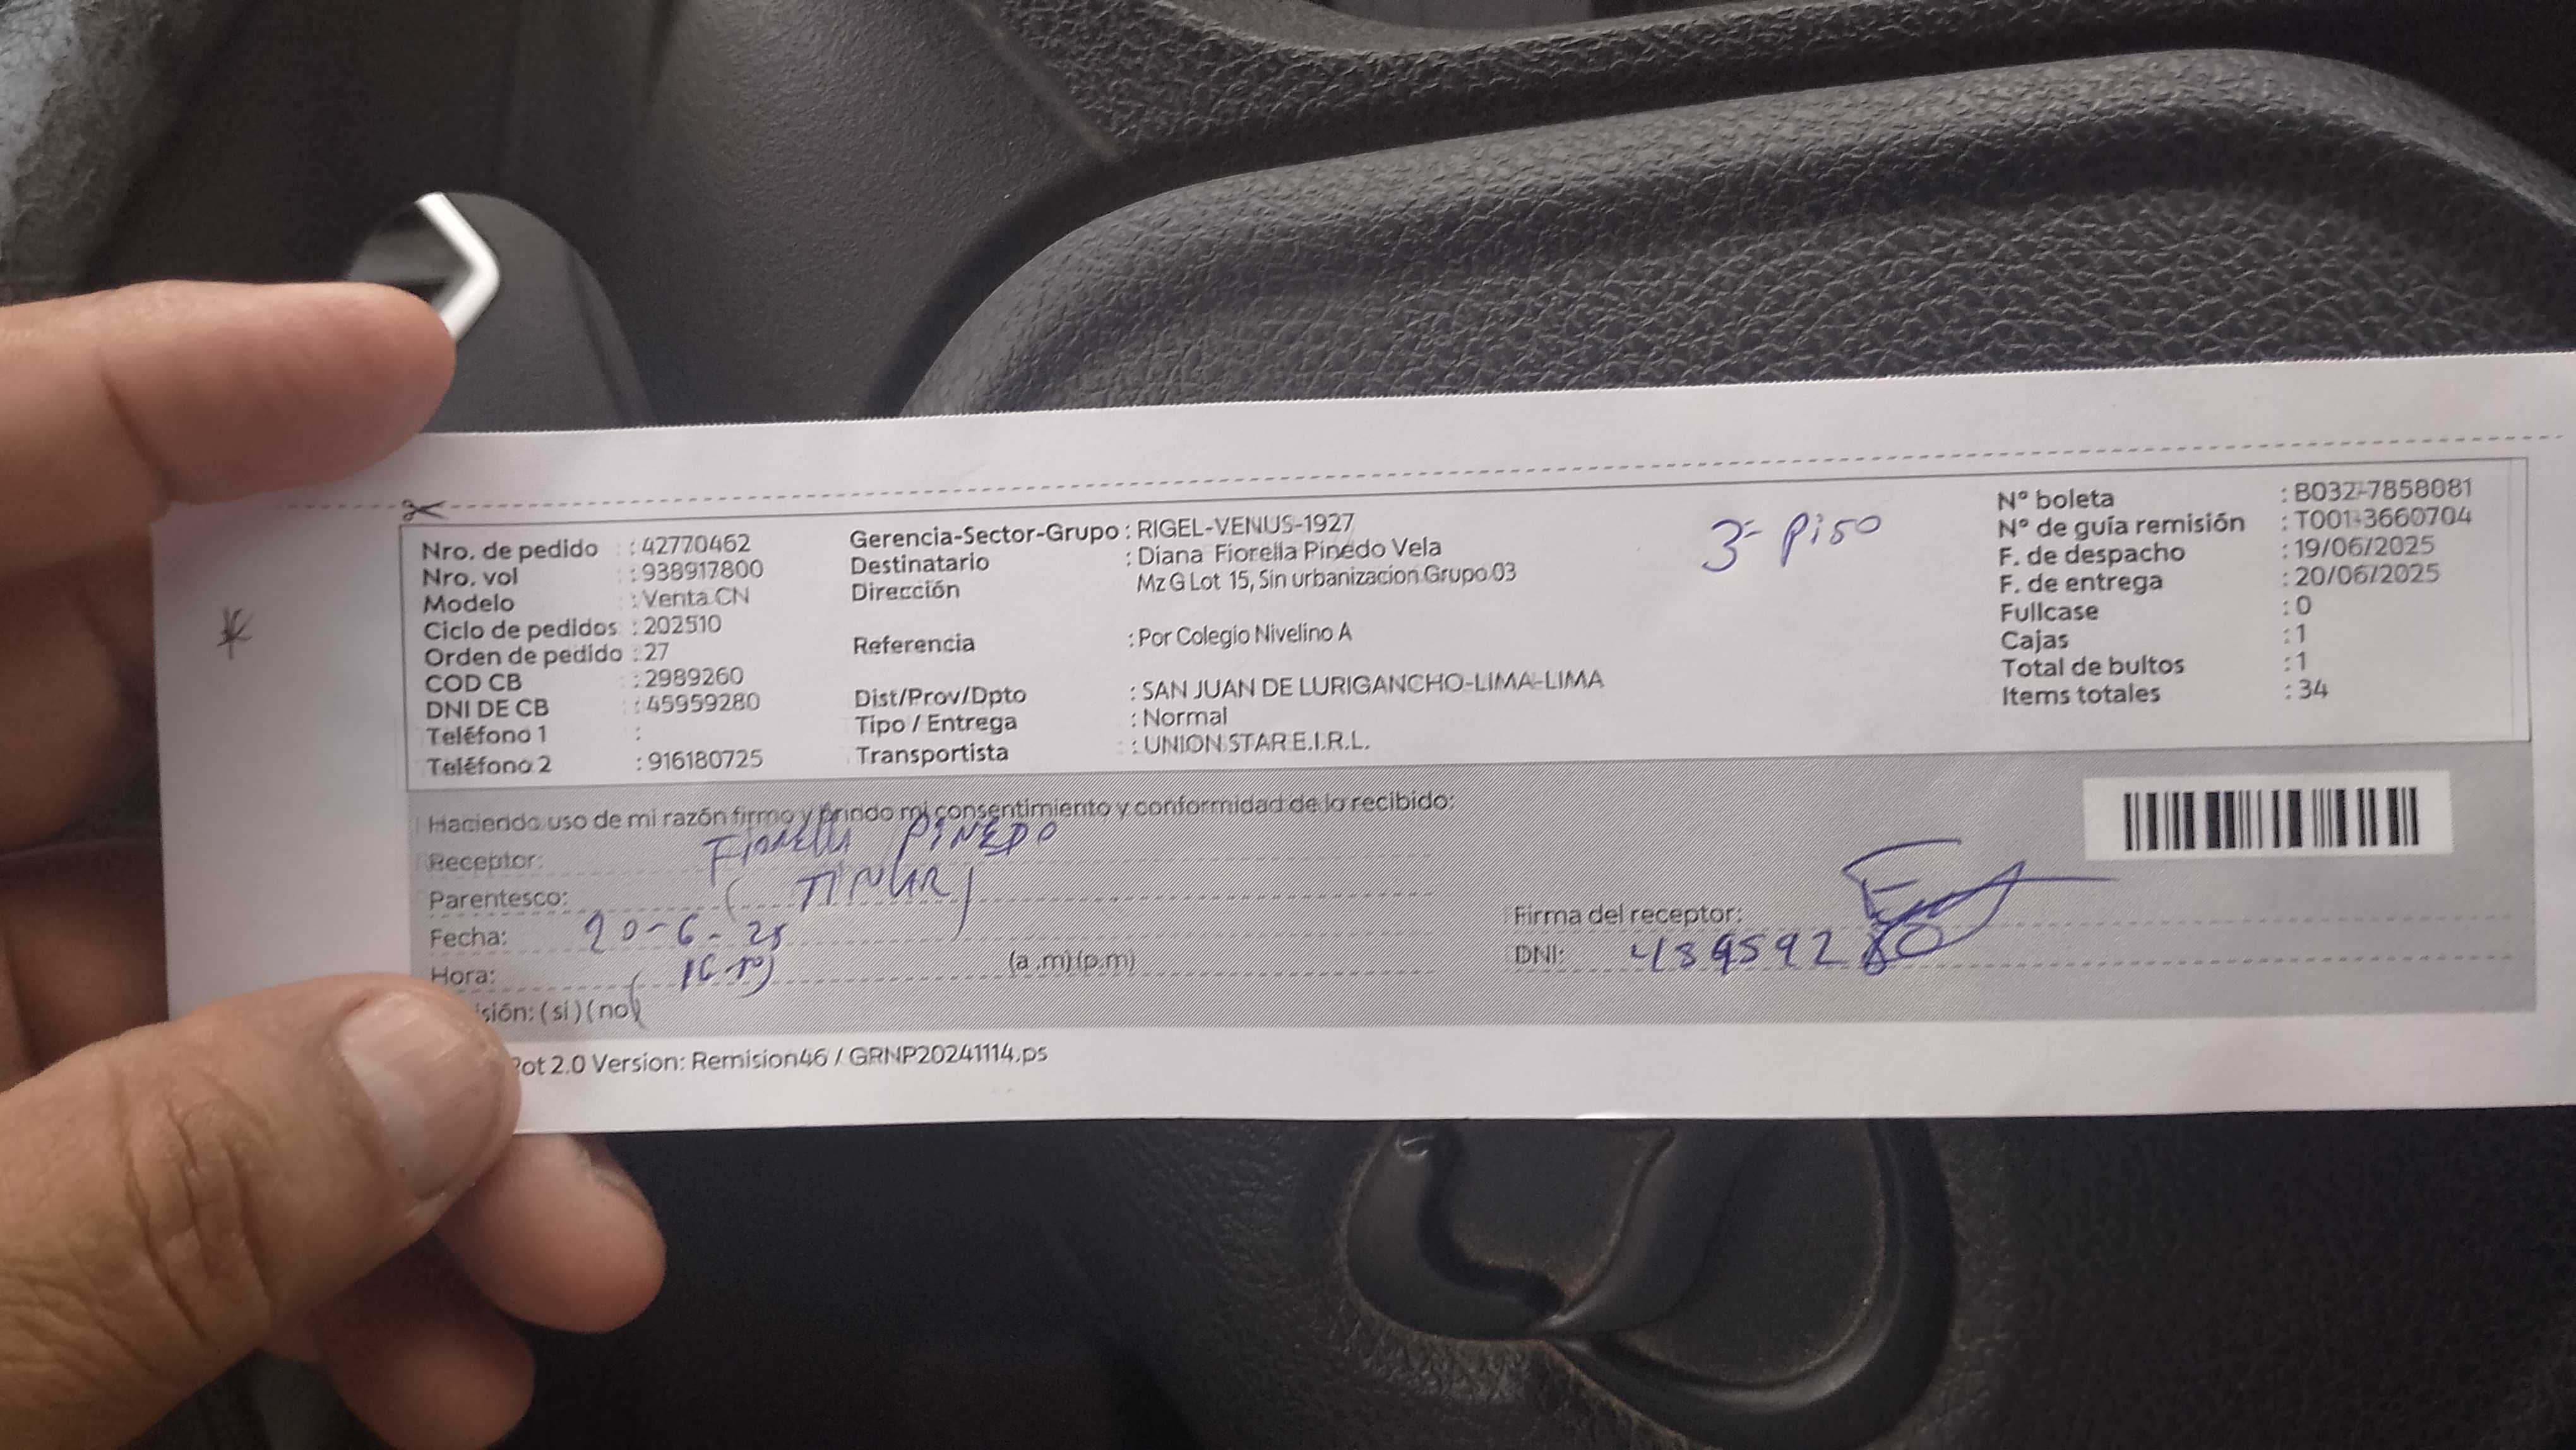 Nro. de pedido : 42770462
Nro. vol : 938917800
Modelo : Venta CN
Ciclo de pedidos : 202510
Orden de pedido : 27
COD CB : 2989260
DNI DE CB : 45959280
Teléfono 1 :
Teléfono 2 : 916180725
Gerencia-Sector-Grupo : RIGEL-VENUS-1927
Destinatario : Diana Fiorella Pinedo Vela
Dirección Mz G Lot 15, Sin urbanizacion Grupo 03
Referencia : Por Colegio Nivelino A
Dist/Prov/Dpto : SAN JUAN DE LURIGANCHO-LIMA-LIMA
Tipo / Entrega : Normal
Transportista : UNION STAR E.I.R.L.
3- Piso
N° boleta : B032-7858081
N° de guía remisión : T001-3660704
F. de despacho : 19/06/2025
F. de entrega : 20/06/2025
Fullcase : 0
Cajas : 1
Total de bultos : 1
Items totales : 34
Haciendo uso de mi razón firmo y brindo mi consentimiento y conformidad de lo recibido:
Receptor: Fiorella PINEDO
Parentesco:
Fecha: 20-6-25
Hora: (a .m) (p.m)
sión: ( si ) ( no )
Firma del receptor:
DNI:
Pot 2.0 Version: Remision46 / GRNP20241114.ps